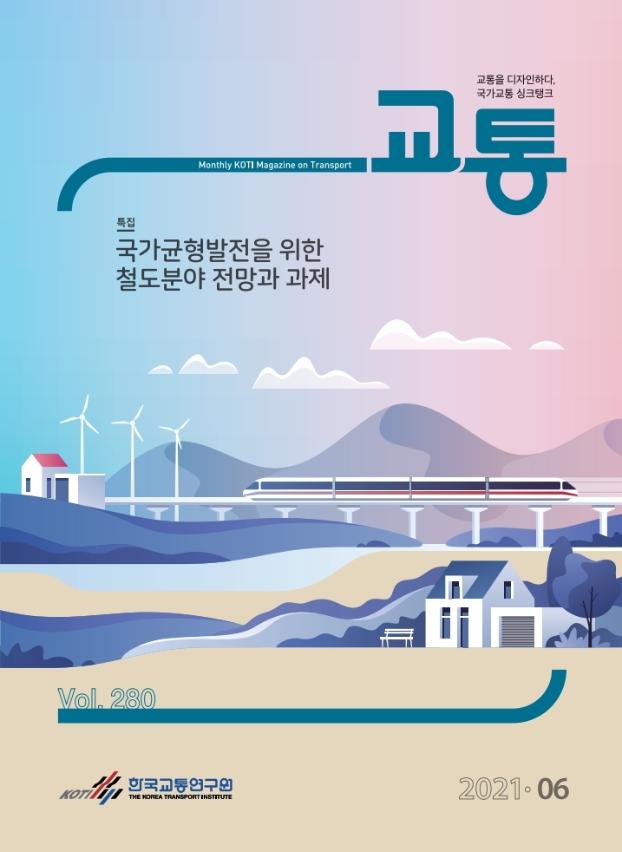 교통을 디자인하다,
국가교통 싱크탱크
교통
Monthly KOTI Magazine on Transport
특집
국가균형발전을 위한
철도분야 전망과 과제
Vol. 280
KOTI 한국교통연구원
THE KOREA TRANSPORT INSTITUTE
2021· 06